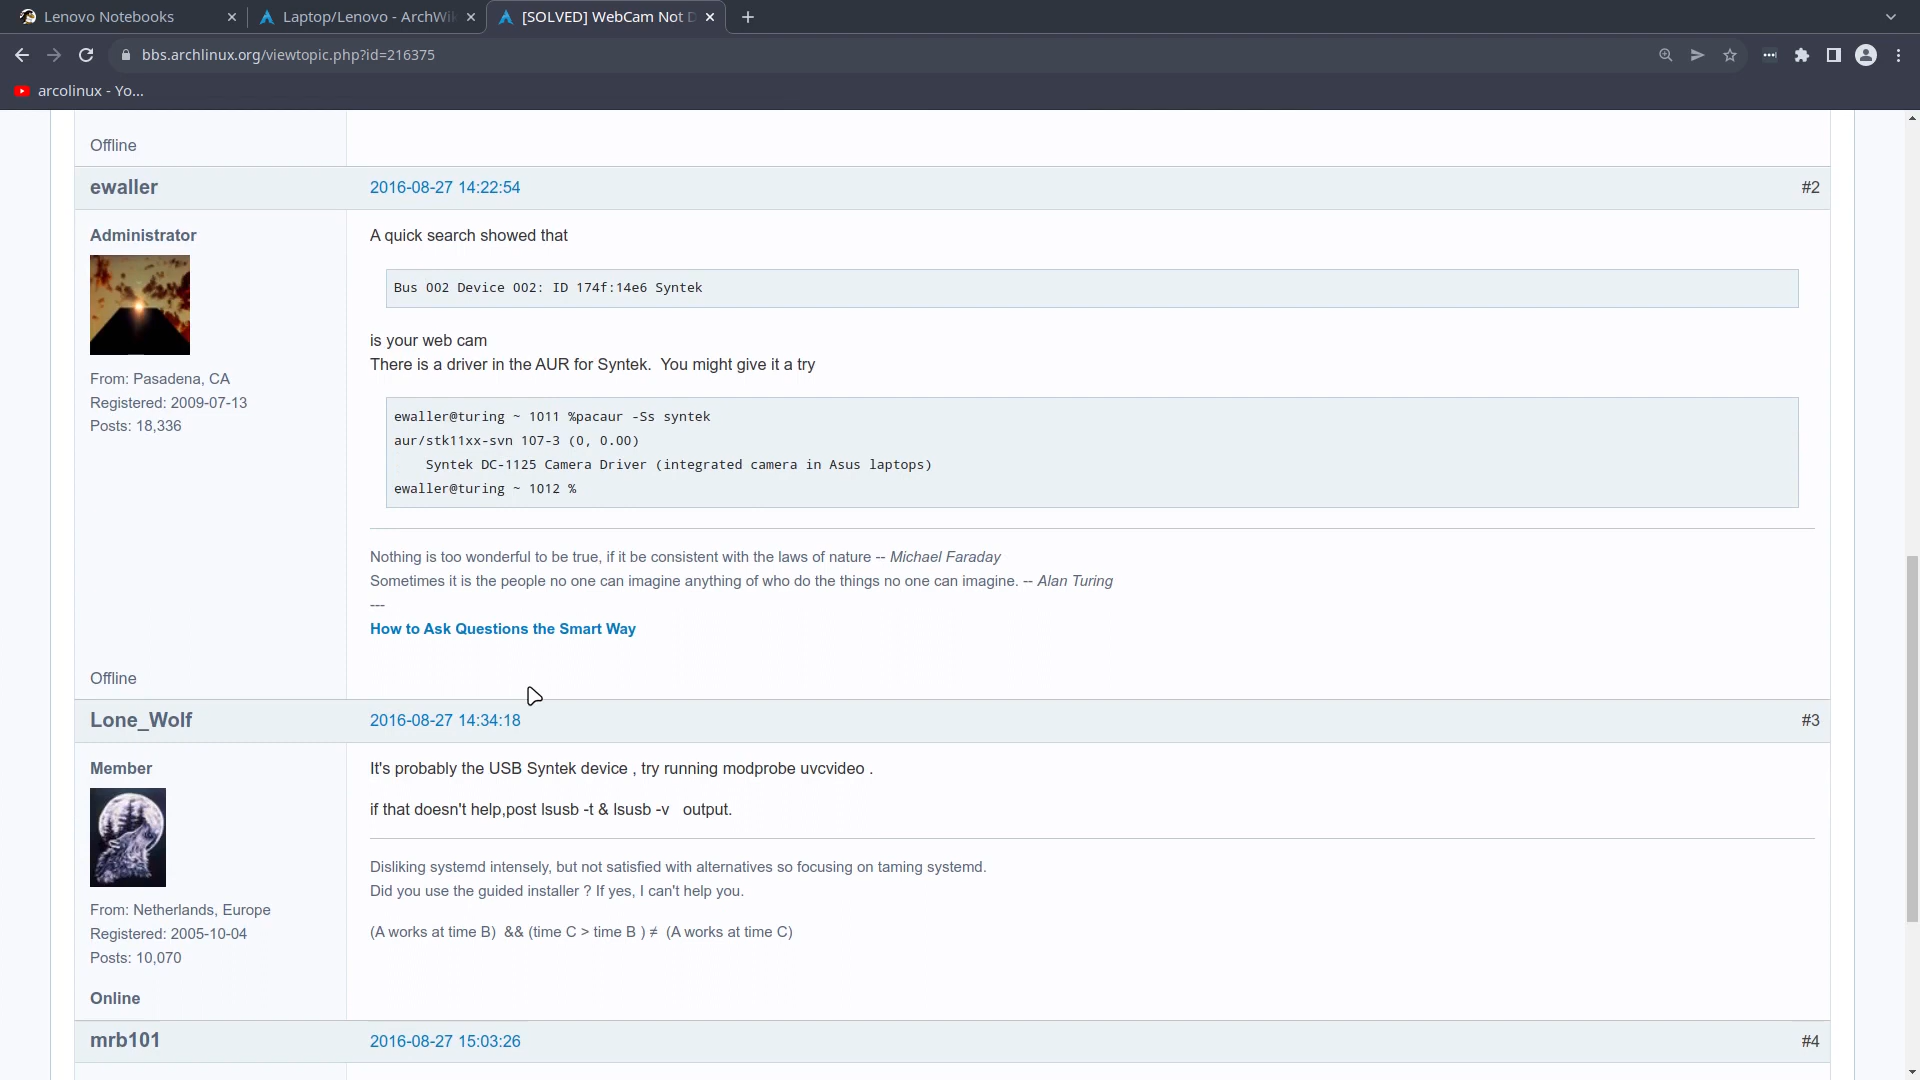 Lenovo Notebooks
Laptop/Lenovo - ArchWik
[SOLVED] WebCam Not D
bbs.archlinux.org/viewtopic.php?id=216375
arcolinux - Yo...
Offline
ewaller
2016-08-27 14:22:54
#2
Administrator
From: Pasadena, CA
Registered: 2009-07-13
Posts: 18,336
A quick search showed that
Bus 002 Device 002: ID 174f:14e6 Syntek
is your web cam
There is a driver in the AUR for Syntek.  You might give it a try
ewaller@turing ~ 1011 %pacaur -Ss syntek
aur/stk11xx-svn 107-3 (0, 0.00)
    Syntek DC-1125 Camera Driver (integrated camera in Asus laptops)
ewaller@turing ~ 1012 %
Nothing is too wonderful to be true, if it be consistent with the laws of nature -- Michael Faraday
Sometimes it is the people no one can imagine anything of who do the things no one can imagine. -- Alan Turing
---
How to Ask Questions the Smart Way
Offline
Lone_Wolf
2016-08-27 14:34:18
#3
Member
From: Netherlands, Europe
Registered: 2005-10-04
Posts: 10,070
Online
It's probably the USB Syntek device , try running modprobe uvcvideo .
if that doesn't help,post lsusb -t & lsusb -v   output.
Disliking systemd intensely, but not satisfied with alternatives so focusing on taming systemd.
Did you use the guided installer ? If yes, I can't help you.
(A works at time B)  && (time C > time B ) ≠  (A works at time C)
mrb101
2016-08-27 15:03:26
#4